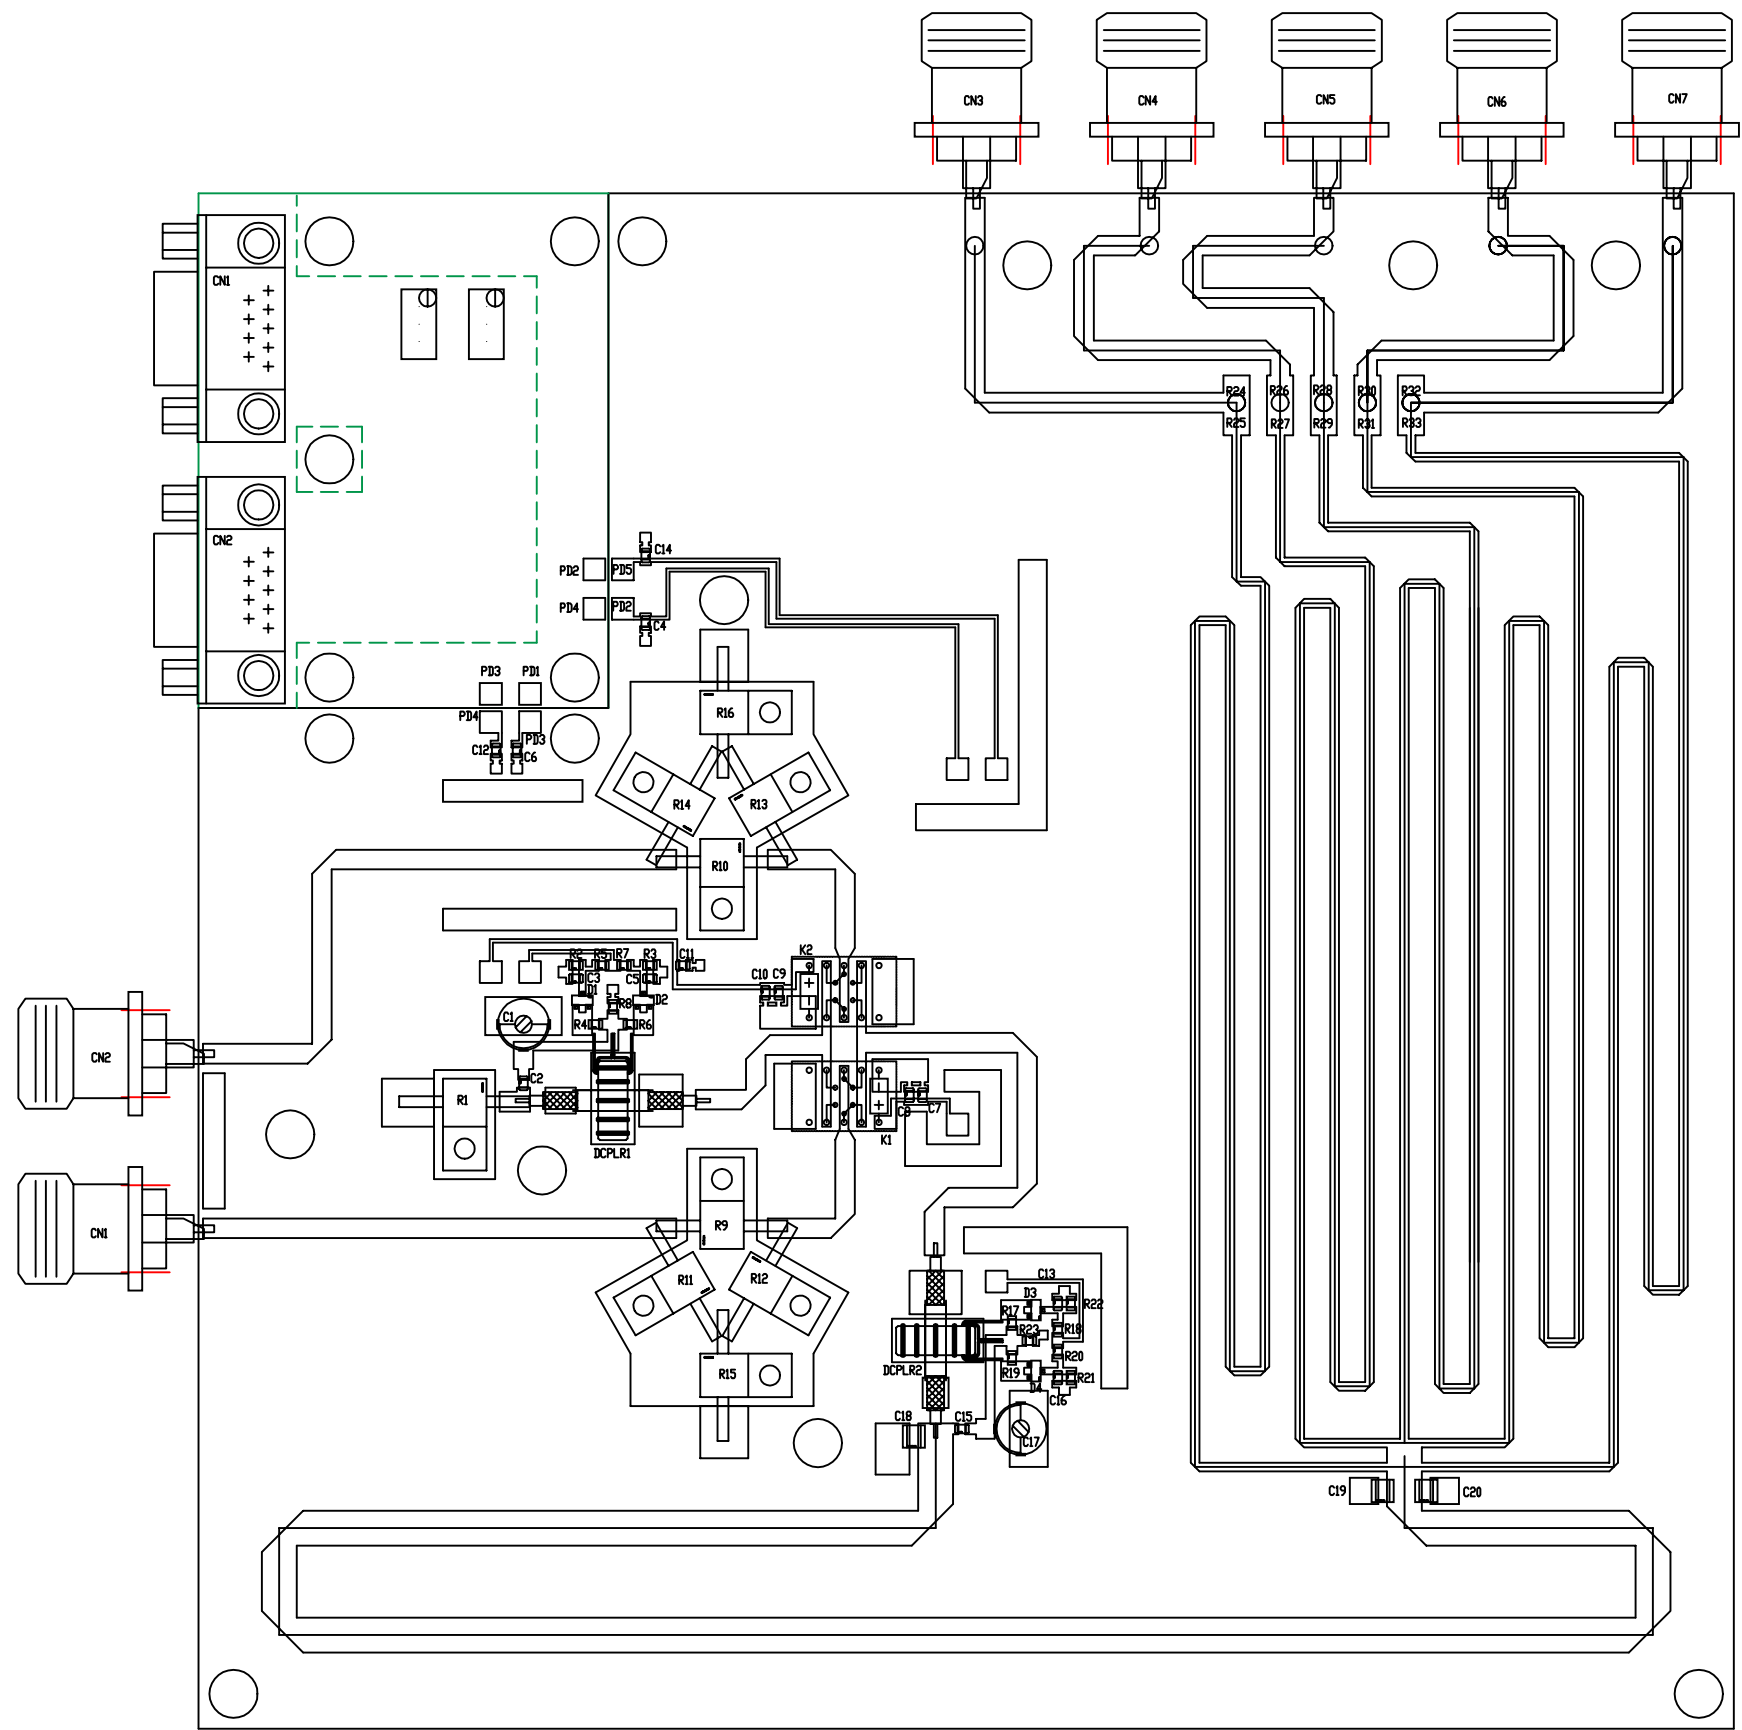 CN3 CN4 CN5 CN6 CN7
CN1
R24 R26 R28 R30 R32
R25 R27 R29 R31 R33
CN2
C14
PD2 PD5
PD4 PD2
C4
PD3 PD1
PD4
PD3
C12 C6
R16
R14 R13
R10
K2
R2 R5 R7 R3 C11
C10 C9
C3 C5
D1 D2
R8
C1
R4 R6
CN2
C2
R1
C8 C7
K1
DCPLR1
R9
CN1
R11 R12
C13
D3
R17 R22
R23 R18
R20
R15
DCPLR2
R19 R21
D4
C16
C18 C15
C17
C19 C20